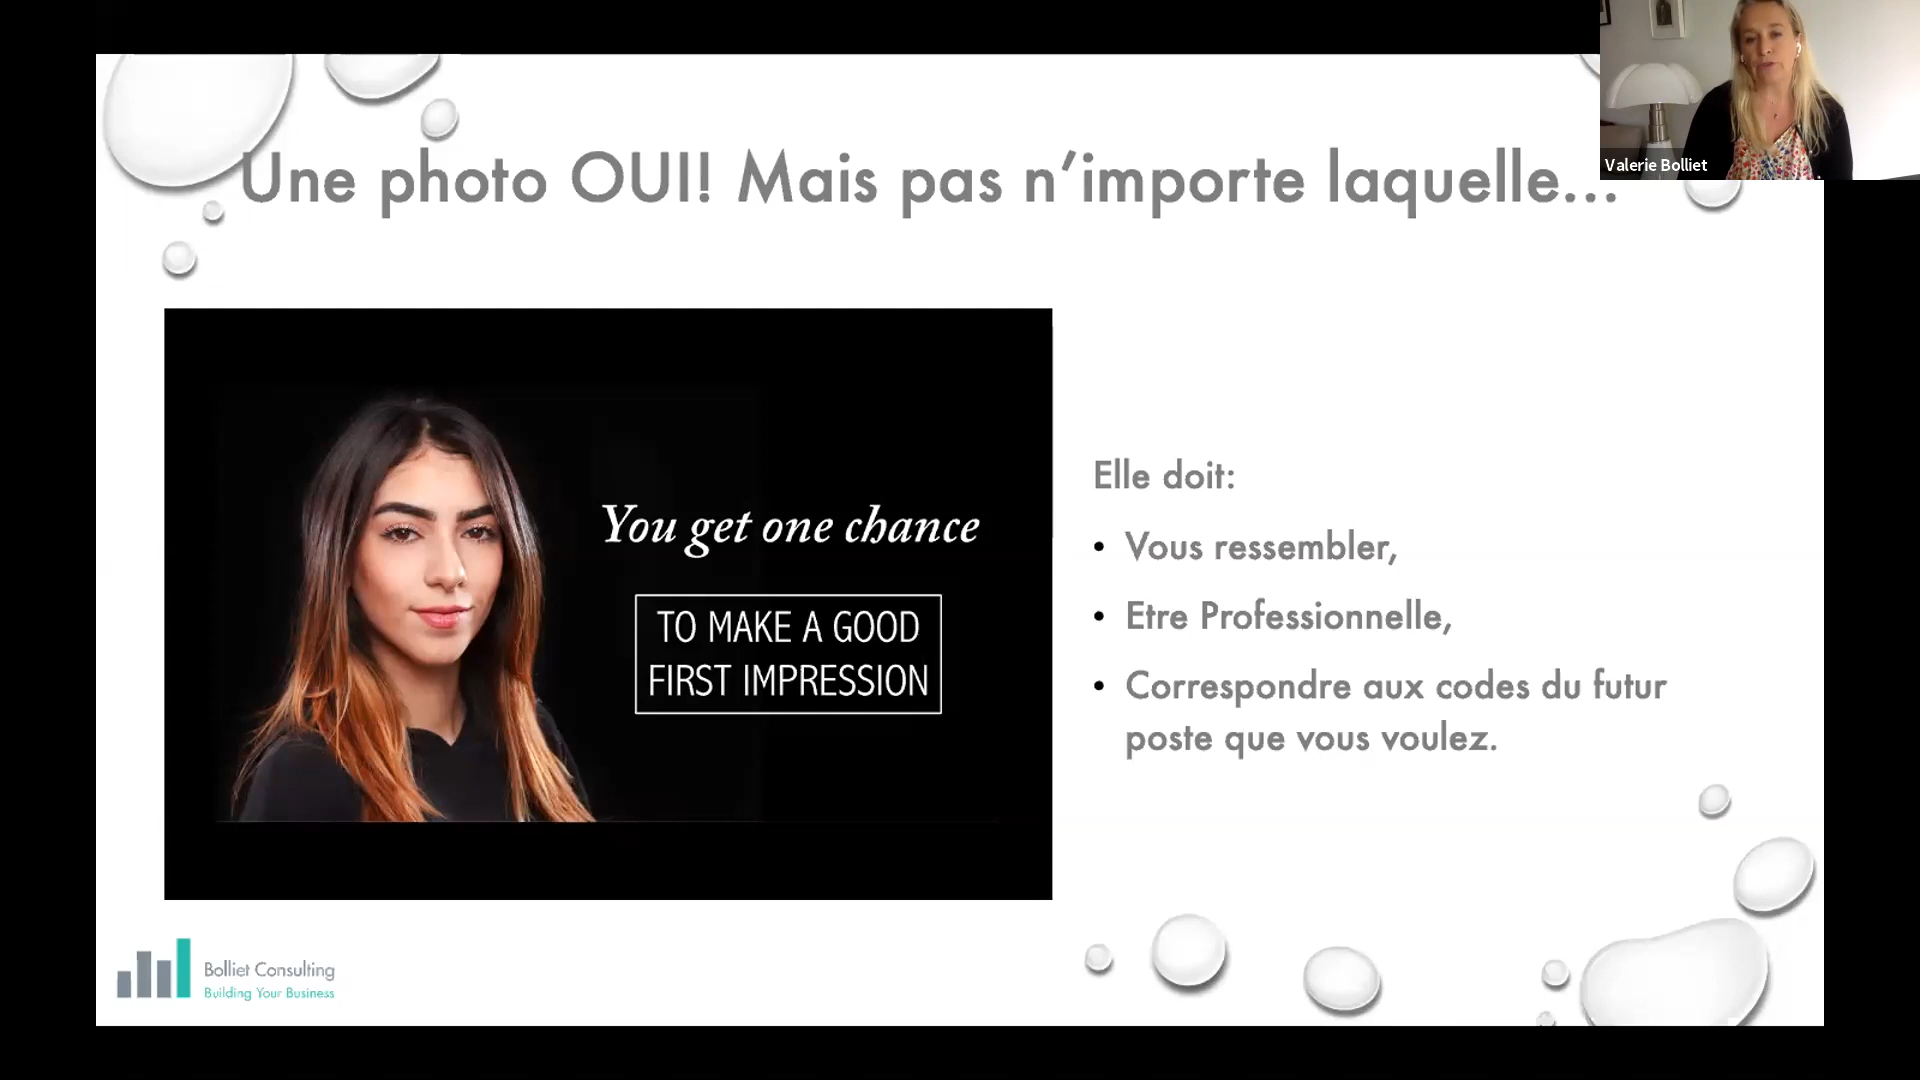 Une photo OUI! Mais pas n’importe laquelle...
Valerie Bolliet
You get one chance
TO MAKE A GOOD
FIRST IMPRESSION
Elle doit:
• Vous ressembler,
• Etre Professionnelle,
• Correspondre aux codes du futur
poste que vous voulez.
Bolliet Consulting
Building Your Business